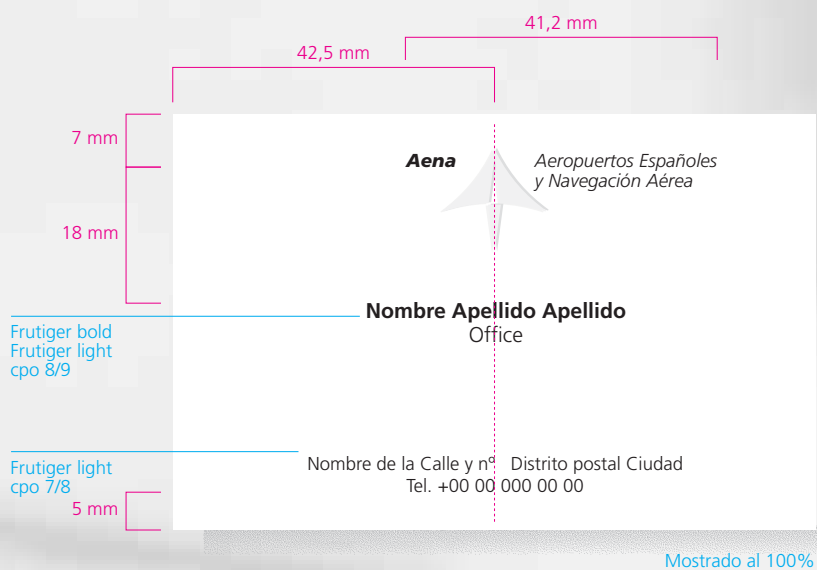 41,2 mm
42,5 mm
7 mm
Aena
Aeropuertos Españoles
y Navegación Aérea
18 mm
Nombre Apellido Apellido
Office
Frutiger bold
Frutiger light
cpo 8/9
Nombre de la Calle y nº Distrito postal Ciudad
Tel. +00 00 000 00 00
Frutiger light
cpo 7/8
5 mm
Mostrado al 100%